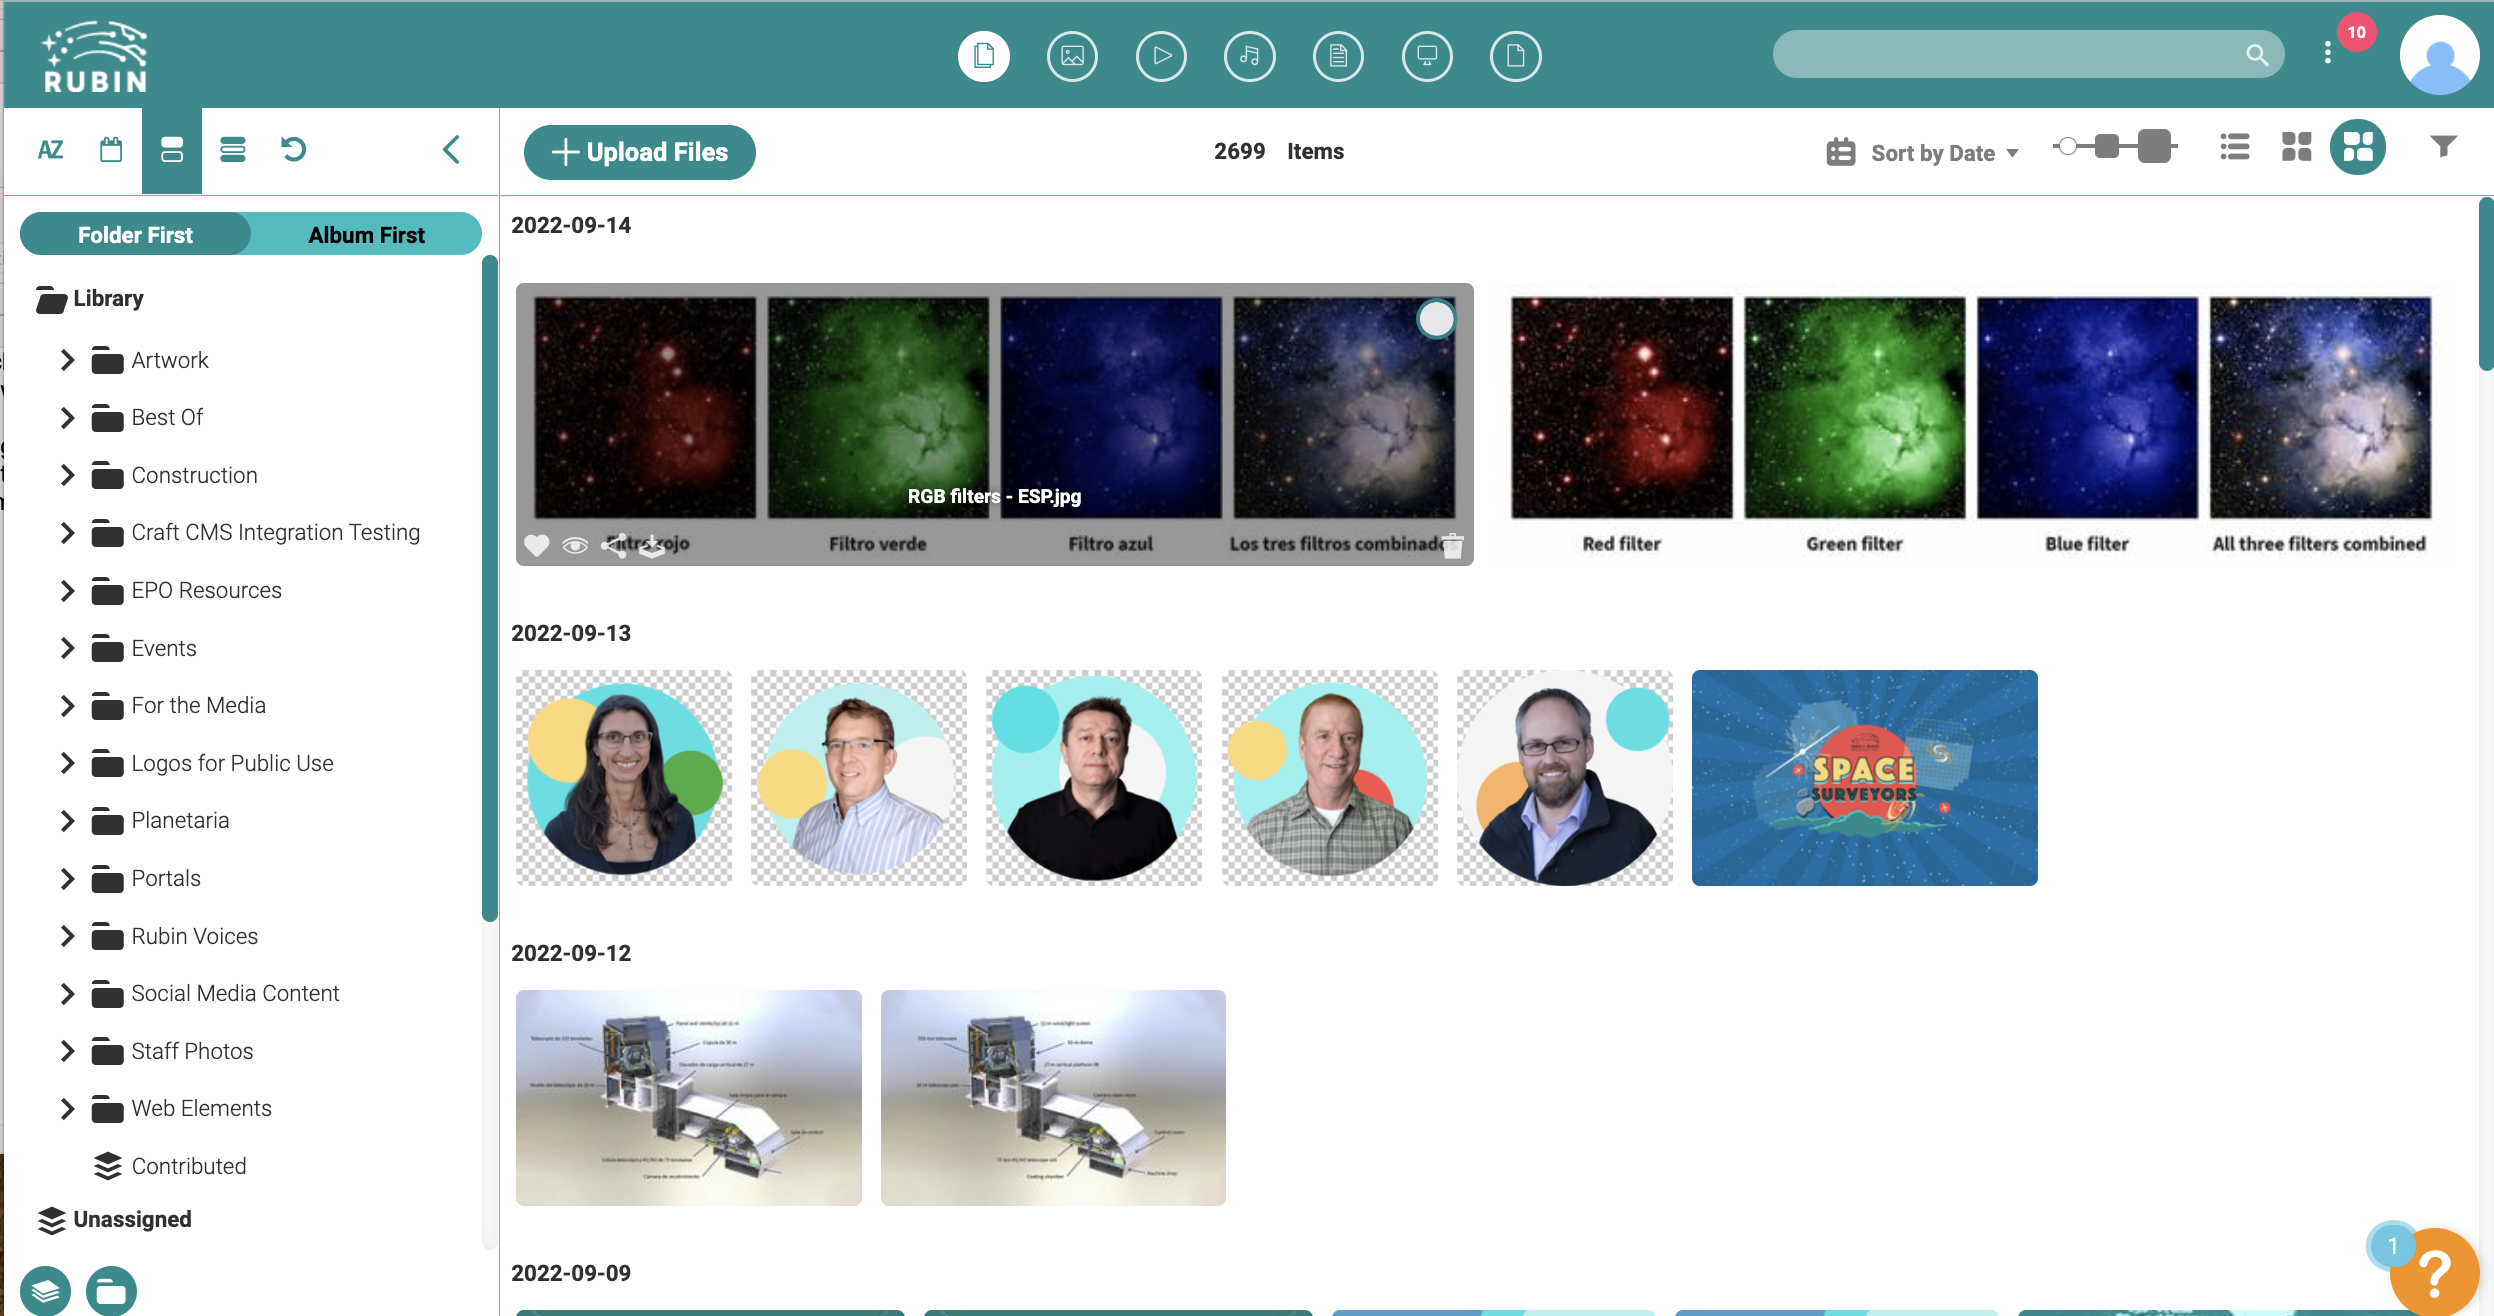 RUBIN
10
AZ
Upload Files
2699 Items
Sort by Date
Folder First
Album First
Library
Artwork
Best Of
Construction
Craft CMS Integration Testing
EPO Resources
Events
For the Media
Logos for Public Use
Planetaria
Portals
Rubin Voices
Social Media Content
Staff Photos
Web Elements
Contributed
Unassigned
2022-09-14
RGB filters - ESP.jpg
Filtro rojo
Filtro verde
Filtro azul
Los tres filtros combinados
Red filter
Green filter
Blue filter
All three filters combined
2022-09-13
SPACE
SURVEYORS
2022-09-12
2022-09-09
1
?